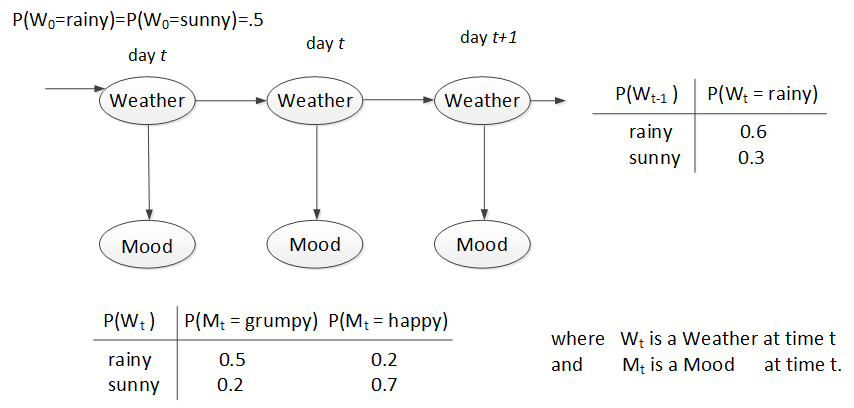 P(W₀=rainy)=P(W₀=sunny)=.5
day t
day t
day t+1
Weather
Weather
Weather
Mood
Mood
Mood
P(Wₜ₋₁ ) P(Wₜ = rainy)
rainy 0.6
sunny 0.3
P(Wₜ ) P(Mₜ = grumpy) P(Mₜ = happy)
rainy 0.5 0.2
sunny 0.2 0.7
where Wₜ is a Weather at time t
and Mₜ is a Mood at time t.